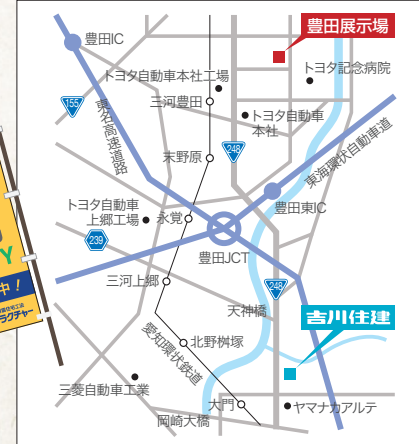 豊田展示場
豊田IC
トヨタ自動車本社工場
トヨタ記念病院
155
三河豊田
東名高速道路
トヨタ自動車
本社
248
末野原
東海環状自動車道
豊田東IC
トヨタ自動車
上郷工場
永覚
239
豊田JCT
三河上郷
248
天神橋
吉川住建
愛知環状鉄道
北野桝塚
三菱自動車工業
大門
ヤマナカアルテ
岡崎大橋
Y
中!
クチャー